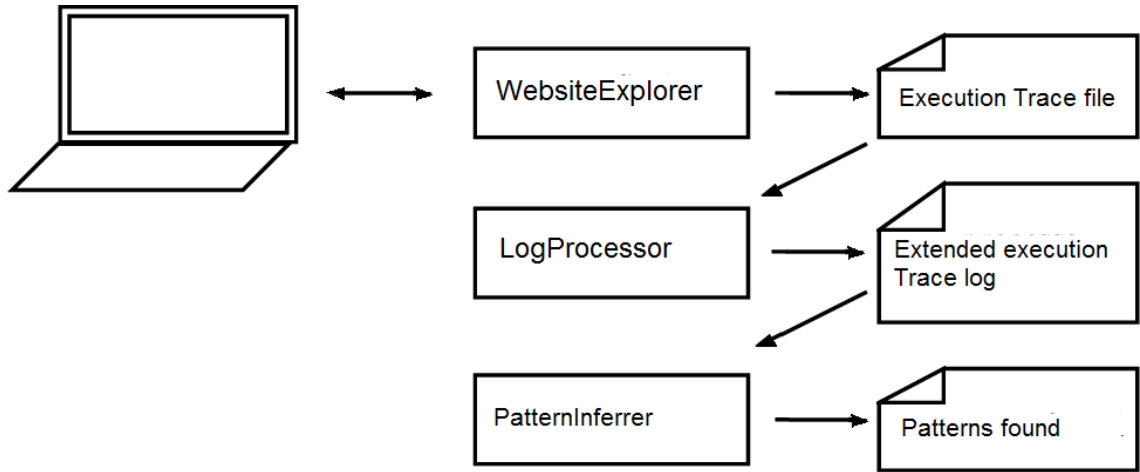 WebsiteExplorer
Execution Trace file
LogProcessor
Extended execution
Trace log
PatternInferrer
Patterns found